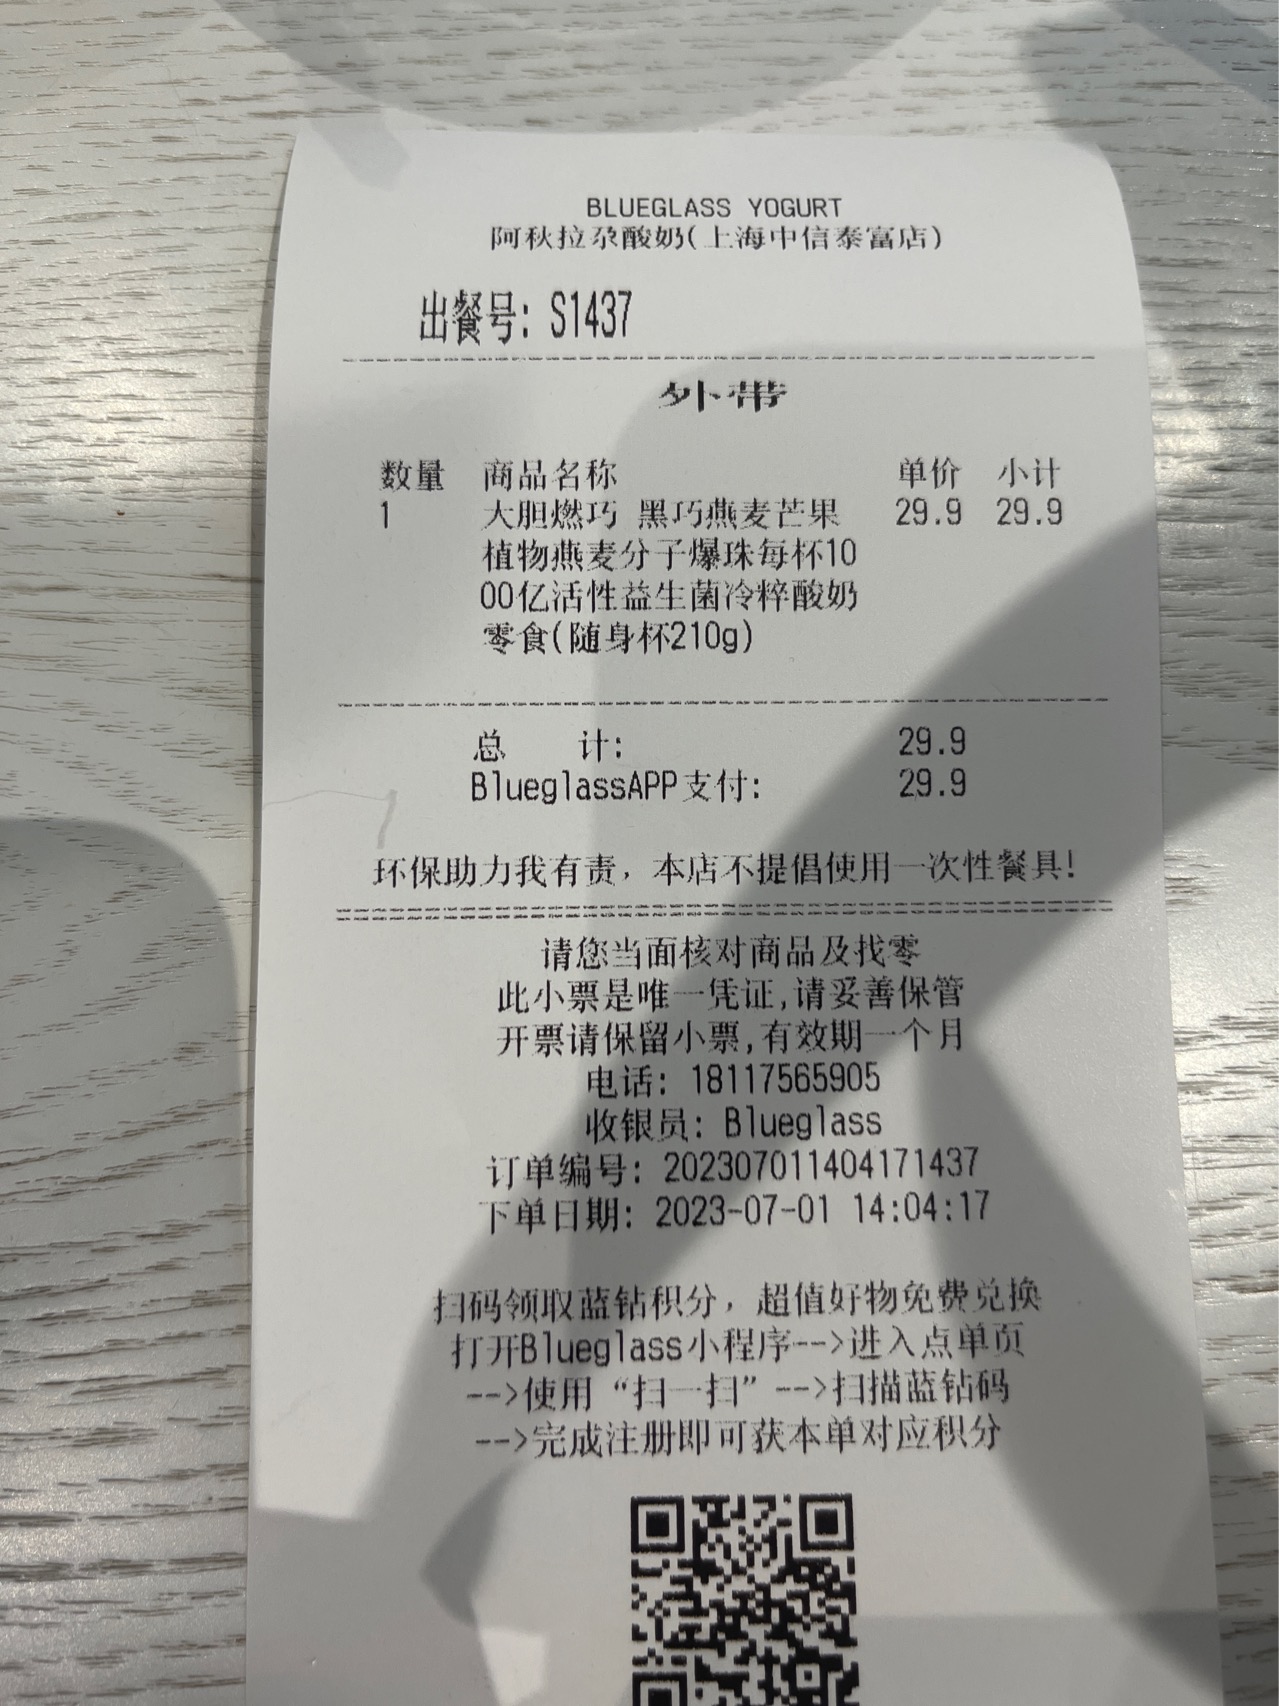 BLUEGLASS YOGURT
阿秋拉尕酸奶(上海中信泰富店)
出餐号: S1437
外带
数量 商品名称 单价 小计
1 大胆燃巧 黑巧燕麦芒果 29.9 29.9
植物燕麦分子爆珠每杯10
00亿活性益生菌冷粹酸奶
零食(随身杯210g)
总 计: 29.9
BlueglassAPP支付: 29.9
环保助力我有责，本店不提倡使用一次性餐具!
请您当面核对商品及找零
此小票是唯一凭证,请妥善保管
开票请保留小票,有效期一个月
电话: 18117565905
收银员: Blueglass
订单编号: 202307011404171437
下单日期: 2023-07-01 14:04:17
扫码领取蓝钻积分，超值好物免费兑换
打开Blueglass小程序-->进入点单页
-->使用“扫一扫”-->扫描蓝钻码
-->完成注册即可获本单对应积分